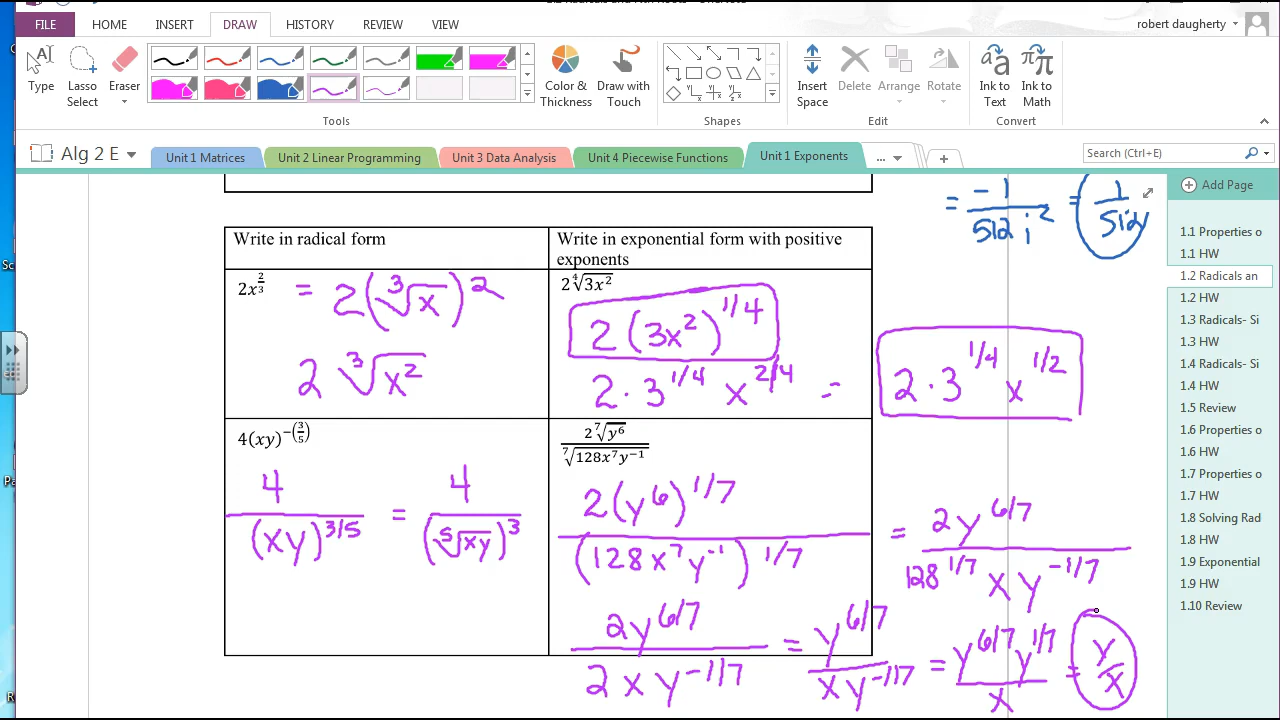 FILE HOME INSERT DRAW HISTORY REVIEW VIEW robert daugherty
Type Lasso Select Eraser Color & Thickness Draw with Touch Insert Space Delete Arrange Rotate Ink to Text Ink to Math
Tools Shapes Edit Convert
Alg 2 E Unit 1 Matrices Unit 2 Linear Programming Unit 3 Data Analysis Unit 4 Piecewise Functions Unit 1 Exponents ... Search (Ctrl+E)
Add Page
1.1 Properties o
1.1 HW
1.2 Radicals an
1.2 HW
1.3 Radicals- Si
1.3 HW
1.4 Radicals- Si
1.4 HW
1.5 Review
1.6 Properties o
1.6 HW
1.7 Properties o
1.7 HW
1.8 Solving Rad
1.8 HW
1.9 Exponential
1.9 HW
1.10 Review
= -1/(512 i²) =
Write in radical form
Write in exponential form with positive exponents
2x^(2/3) = 2(∛x)²
2 ∛x²
2∜(3x²)
2(3x²)^(1/4)
2·3^(1/4) x^(2/4) = 2·3^(1/4) x^(1/2)
4(xy)^-(3/5)
4/(xy)^(3/5) = 4/(⁵√xy)³
2⁷√y⁶ / ⁷√(128x⁷y⁻¹)
2(y⁶)^(1/7) / (128x⁷y⁻¹)^(1/7) = 2y^(6/7) / 128^(1/7) x y^(-1/7)
2y^(6/7) / 2xy^(-1/7) = y^(6/7) / xy^(-1/7) = y^(6/7) y^(1/7) / x = y/x